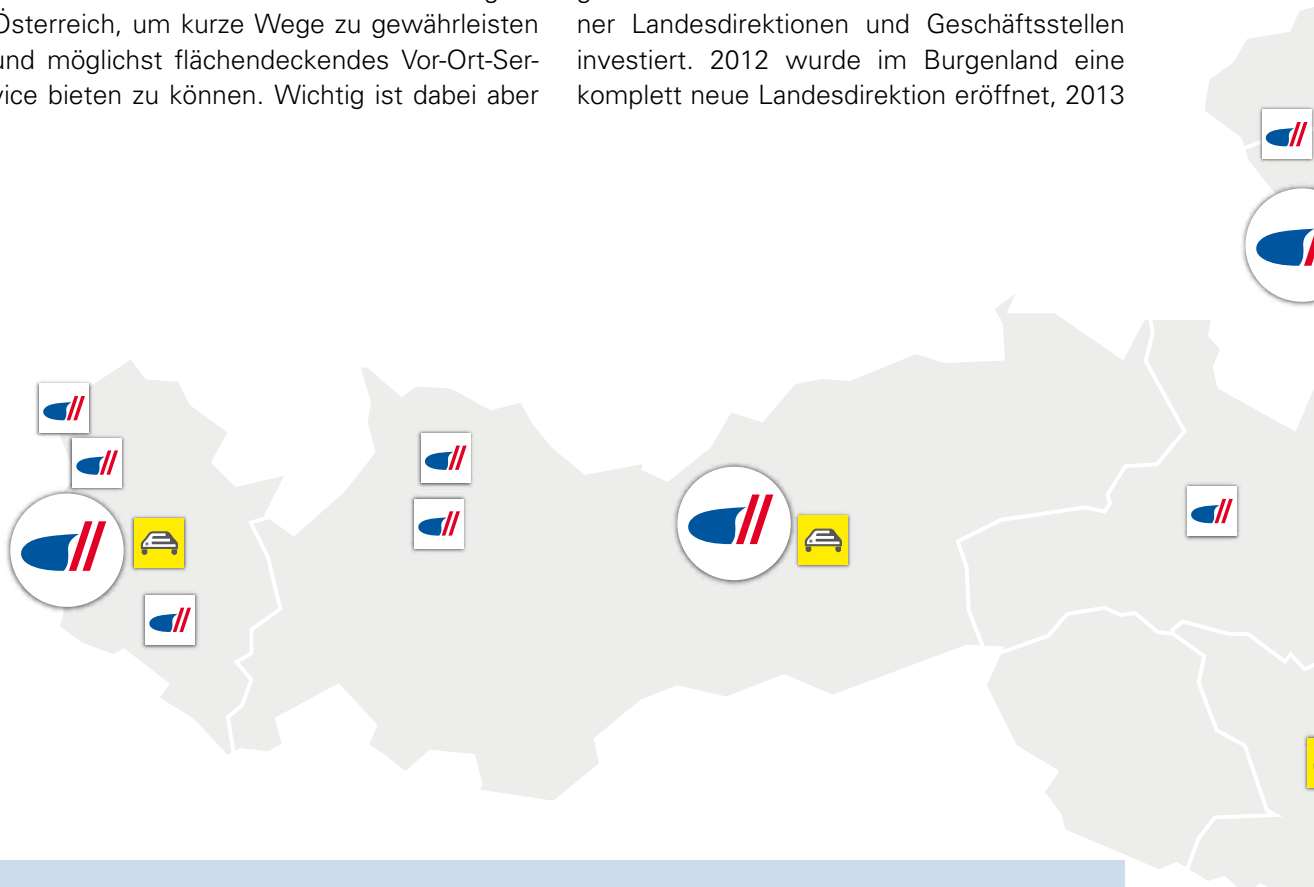 Österreich, um kurze Wege zu gewährleisten
und möglichst flächendeckendes Vor-Ort-Ser-
vice bieten zu können. Wichtig ist dabei aber
ner Landesdirektionen und Geschäftsstellen
investiert. 2012 wurde im Burgenland eine
komplett neue Landesdirektion eröffnet, 2013